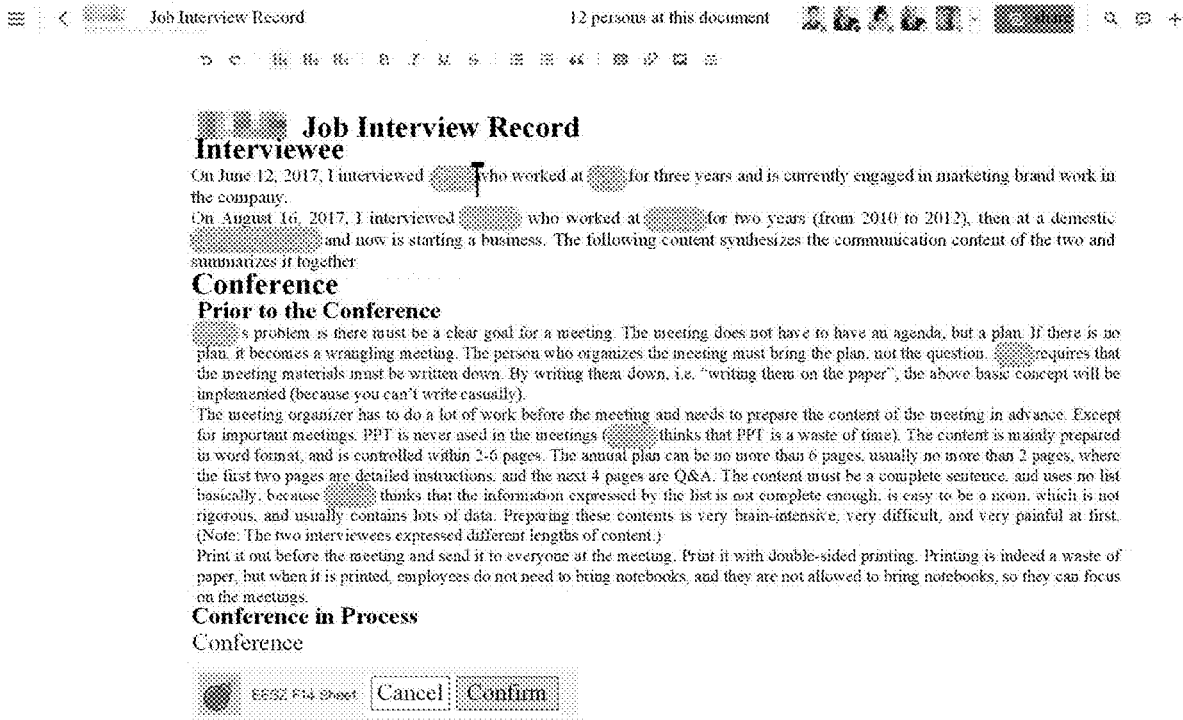 Job Interview Record
12 persons at this document
share
Job Interview Record
Interviewee
On June 12, 2017, I interviewed who worked at for three years and is currently engaged in marketing brand work in
the company.
On August 16, 2017, I interviewed who worked at for two years (from 2010 to 2012), then at a demestic
and now is starting a business. The following content synthesizes the communication content of the two and
summarizes it together
Conference
Prior to the Conference
s problem is there must be a clear goal for a meeting. The meeting does not have to have an agenda, but a plan. If there is no
plan, it becomes a wrangling meeting. The person who organizes the meeting must bring the plan, not the question. requires that
the meeting materials must be written down. By writing them down, i.e. “writing them on the paper”, the above basic concept will be
implemented (because you can’t write casually).
The meeting organizer has to do a lot of work before the meeting and needs to prepare the content of the meeting in advance. Except
for important meetings, PPT is never used in the meetings ( thinks that PPT is a waste of time). The content is mainly prepared
in word format, and is controlled within 2-6 pages. The annual plan can be no more than 6 pages, usually no more than 2 pages, where
the first two pages are detailed instructions, and the next 4 pages are Q&A. The content must be a complete sentence, and uses no list
basically, because thinks that the information expressed by the list is not complete enough, is easy to be a noun, which is not
rigorous, and usually contains lots of data. Preparing these contents is very brain-intensive, very difficult, and very painful at first.
(Note: The two interviewees expressed different lengths of content.)
Print it out before the meeting and send it to everyone at the meeting. Print it with double-sided printing. Printing is indeed a waste of
paper, but when it is printed, employees do not need to bring notebooks, and they are not allowed to bring notebooks, so they can focus
on the meetings.
Conference in Process
Conference
Sheet Cancel Confirm